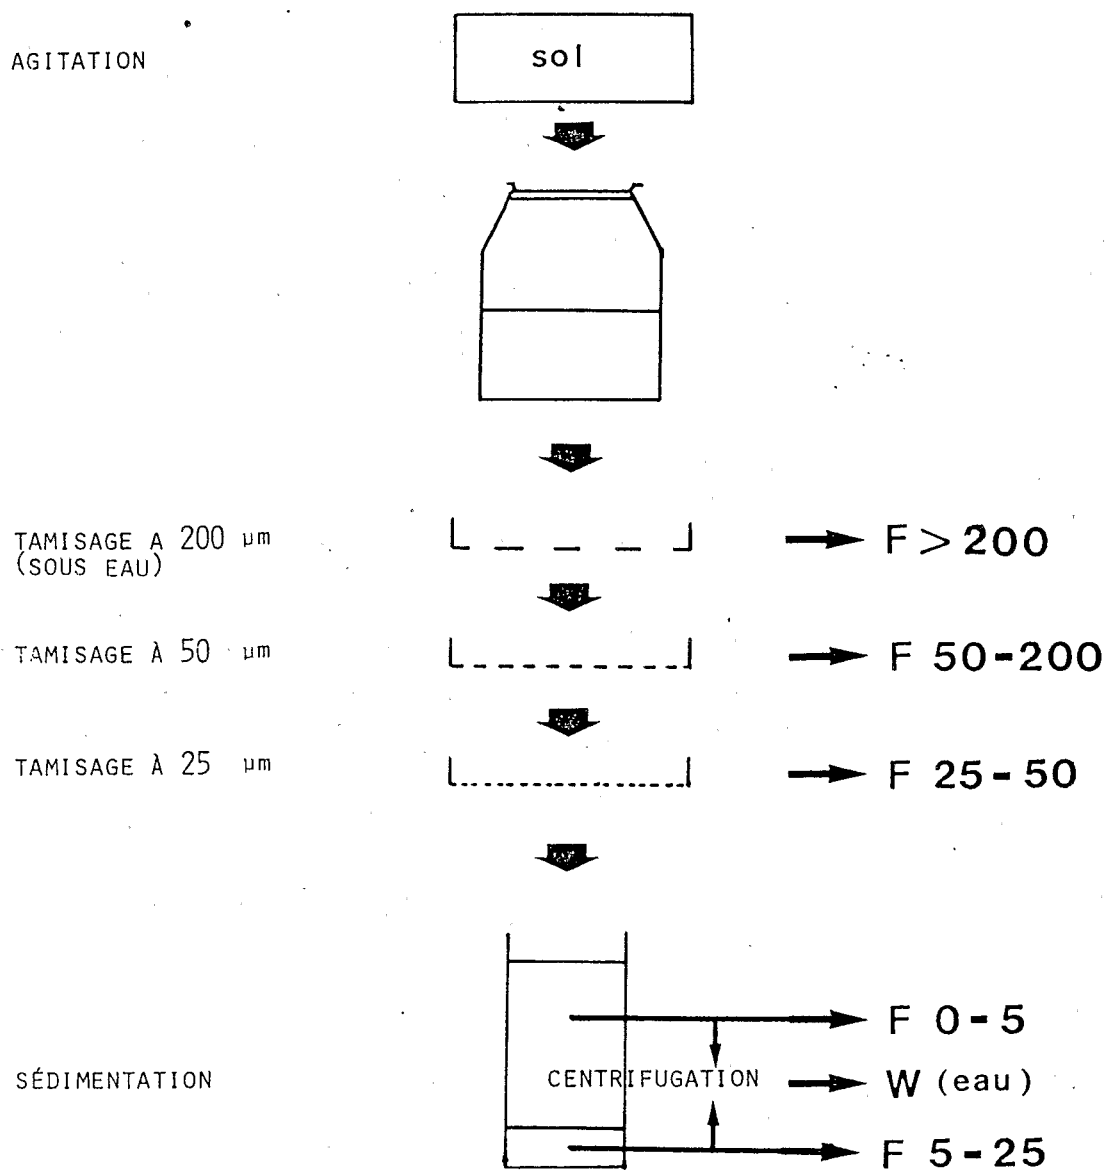 AGITATION
sol
TAMISAGE A 200 µm
(SOUS EAU)
F > 200
TAMISAGE À 50 µm
F 50-200
TAMISAGE À 25 µm
F 25-50
F 0-5
SÉDIMENTATION
CENTRIFUGATION
W (eau)
F 5-25